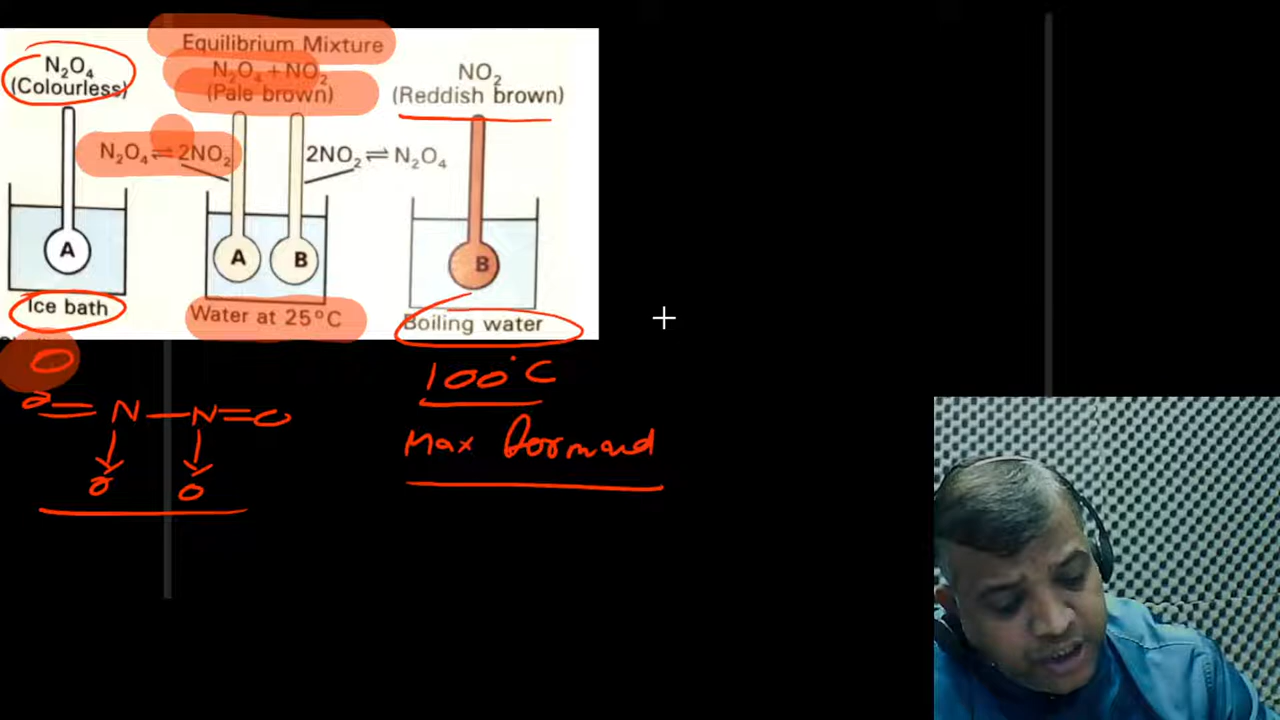 Equilibrium Mixture
N₂O₄
(Colourless)
N₂O₄ + NO₂
(Pale brown)
NO₂
(Reddish brown)
N₂O₄ ⇌ 2NO₂
2NO₂ ⇌ N₂O₄
A
A
B
B
Ice bath
Water at 25°C
Boiling water
0
100°C
O=N—N=O
O O
Max Forward